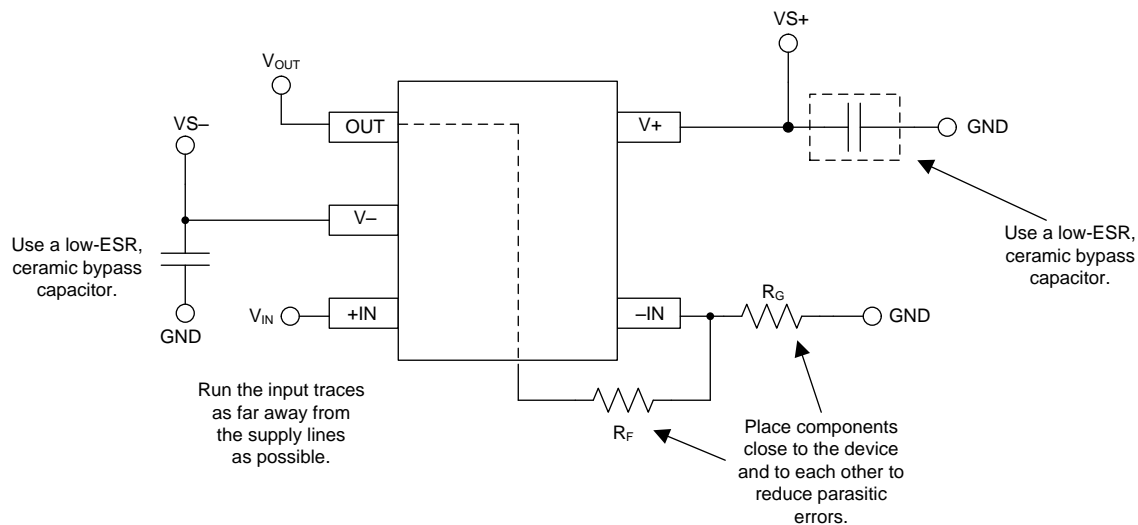 VS+
VOUT
VS–
OUT
V+
GND
V–
Use a low-ESR,
ceramic bypass
capacitor.
Use a low-ESR,
ceramic bypass
capacitor.
GND
VIN
+IN
–IN
RG
GND
Run the input traces
as far away from
the supply lines
as possible.
RF
Place components
close to the device
and to each other to
reduce parasitic
errors.